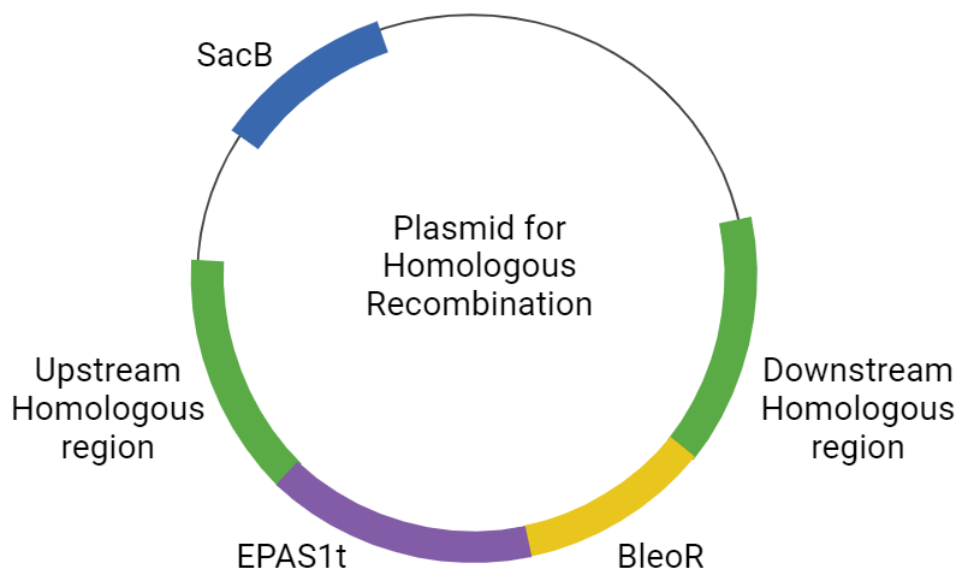 SacB
Plasmid for
Homologous
Recombination
Upstream
Homologous
region
Downstream
Homologous
region
EPAS1t
BleoR